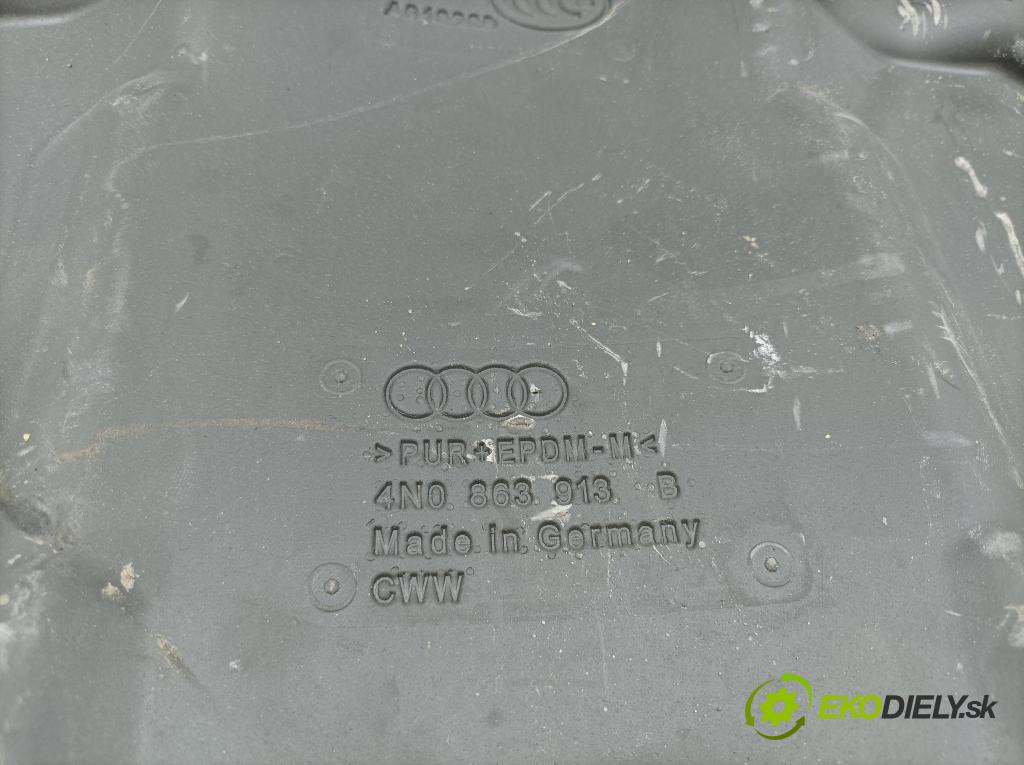 >PUR+EPDM-M<
4N0 863 913 B
Made in Germany
CWW
EKODIELY.sk